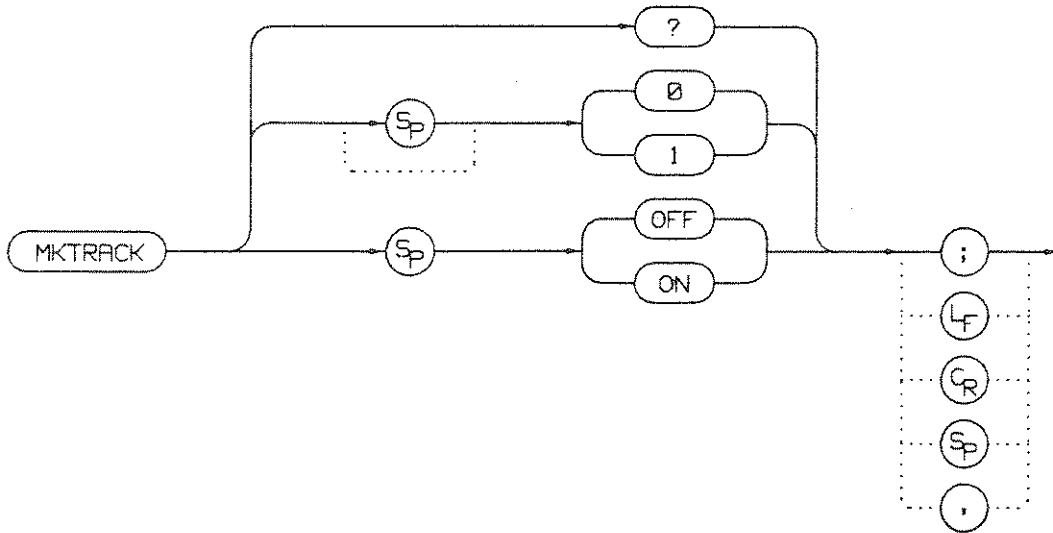 ?
SP
0
1
MKTRACK
SP
OFF
ON
;
LF
CR
SP
,